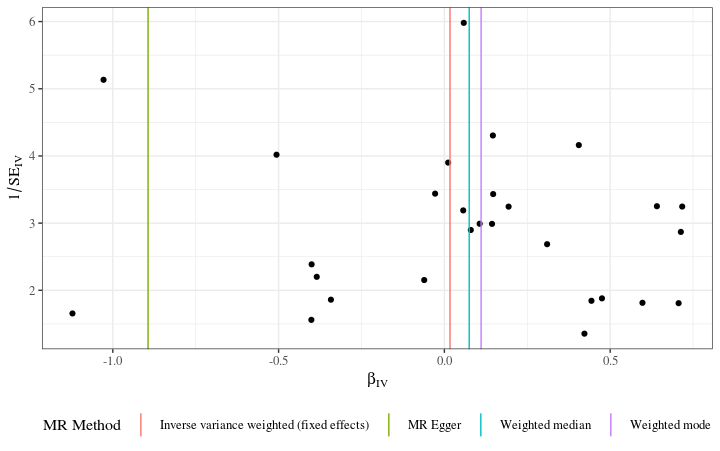 6
5
4
3
2
1/SE_IV
-1.0 -0.5 0.0 0.5
β_IV
MR Method Inverse variance weighted (fixed effects) MR Egger Weighted median Weighted mode